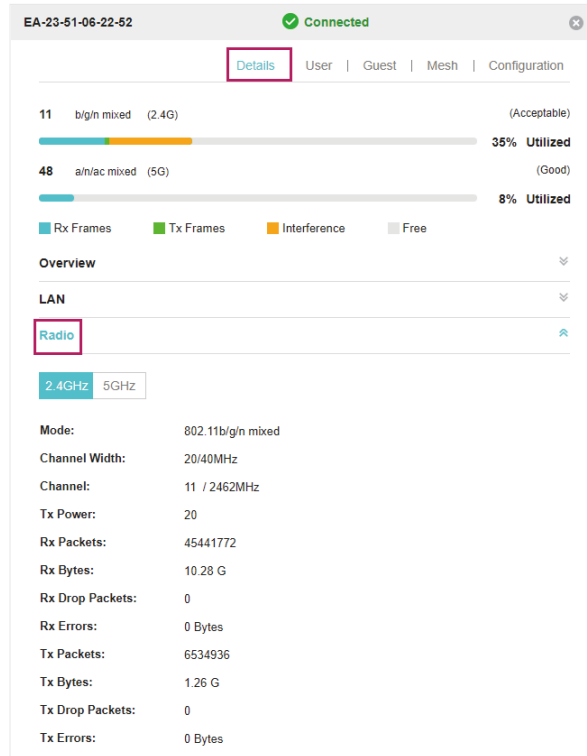 EA-23-51-06-22-52 Connected
Details User | Guest | Mesh | Configuration
11 b/g/n mixed (2.4G) (Acceptable)
35% Utilized
48 a/n/ac mixed (5G) (Good)
8% Utilized
Rx Frames Tx Frames Interference Free
Overview
LAN
Radio
2.4GHz 5GHz
Mode: 802.11b/g/n mixed
Channel Width: 20/40MHz
Channel: 11 / 2462MHz
Tx Power: 20
Rx Packets: 45441772
Rx Bytes: 10.28 G
Rx Drop Packets: 0
Rx Errors: 0 Bytes
Tx Packets: 6534936
Tx Bytes: 1.26 G
Tx Drop Packets: 0
Tx Errors: 0 Bytes